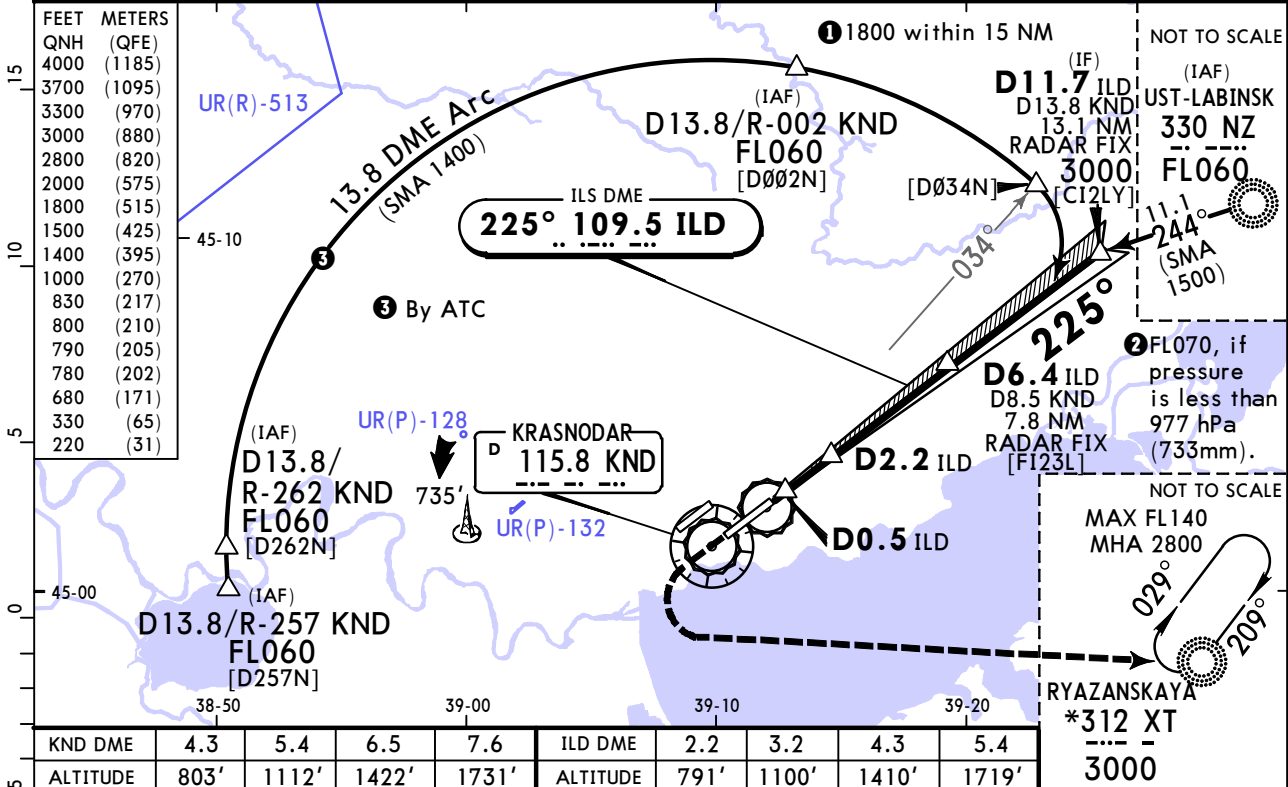 FEET METERS
QNH (QFE)
4000 (1185)
3700 (1095)
3300 (970)
3000 (880)
2800 (820)
2000 (575)
1800 (515)
1500 (425)
1400 (395)
1000 (270)
830 (217)
800 (210)
790 (205)
780 (202)
680 (171)
330 (65)
220 (31)
15
10
5
0
5
UR(R)-513
45-10
13.8 DME Arc
(SMA 1400)
3
3 By ATC
1 1800 within 15 NM
(IAF)
D13.8/R-002 KND
FL060
[DØØ2N]
ILS DME
225° 109.5 ILD
(IF)
D11.7 ILD
D13.8 KND
13.1 NM
RADAR FIX
3000
[CI2LY]
[DØ34N]
034°
NOT TO SCALE
(IAF)
UST-LABINSK
330 NZ
FL060
11.1
244°
(SMA
1500)
225°
2 FL070, if
pressure
is less than
977 hPa
(733mm).
D6.4 ILD
D8.5 KND
7.8 NM
RADAR FIX
[FI23L]
D2.2 ILD
D0.5 ILD
UR(P)-128
735'
UR(P)-132
KRASNODAR
D 115.8 KND
(IAF)
D13.8/
R-262 KND
FL060
[D262N]
45-00
(IAF)
D13.8/R-257 KND
FL060
[D257N]
38-50 39-00 39-10 39-20
NOT TO SCALE
MAX FL140
MHA 2800
029°
209°
RYAZANSKAYA
*312 XT
3000
KND DME 4.3 5.4 6.5 7.6 ILD DME 2.2 3.2 4.3 5.4
ALTITUDE 803' 1112' 1422' 1731' ALTITUDE 791' 1100' 1410' 1719'